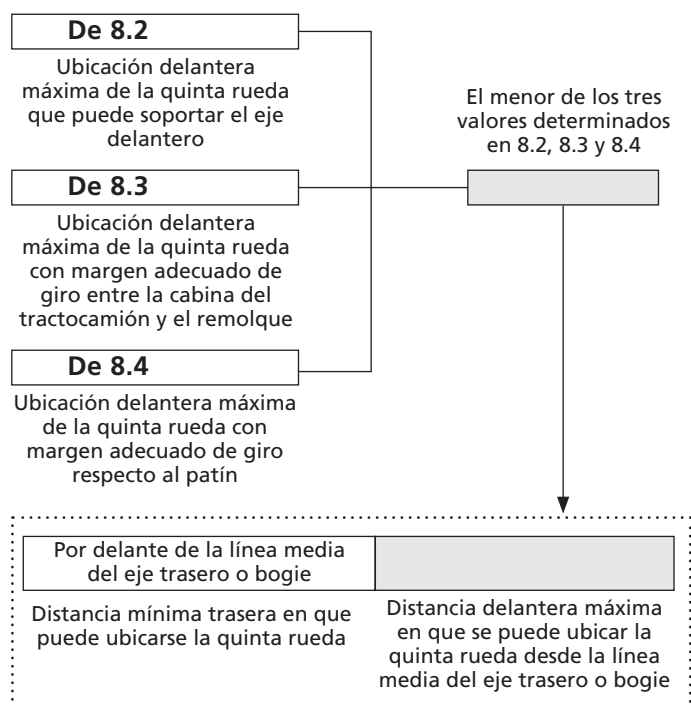 De 8.2
Ubicación delantera
máxima de la quinta rueda
que puede soportar el eje
delantero
El menor de los tres
valores determinados
en 8.2, 8.3 y 8.4
De 8.3
Ubicación delantera
máxima de la quinta rueda
con margen adecuado de
giro entre la cabina del
tractocamión y el remolque
De 8.4
Ubicación delantera máxima
de la quinta rueda con
margen adecuado de giro
respecto al patín
Por delante de la línea media
del eje trasero o bogie
Distancia mínima trasera en que
puede ubicarse la quinta rueda
Distancia delantera máxima
en que se puede ubicar la
quinta rueda desde la línea
media del eje trasero o bogie